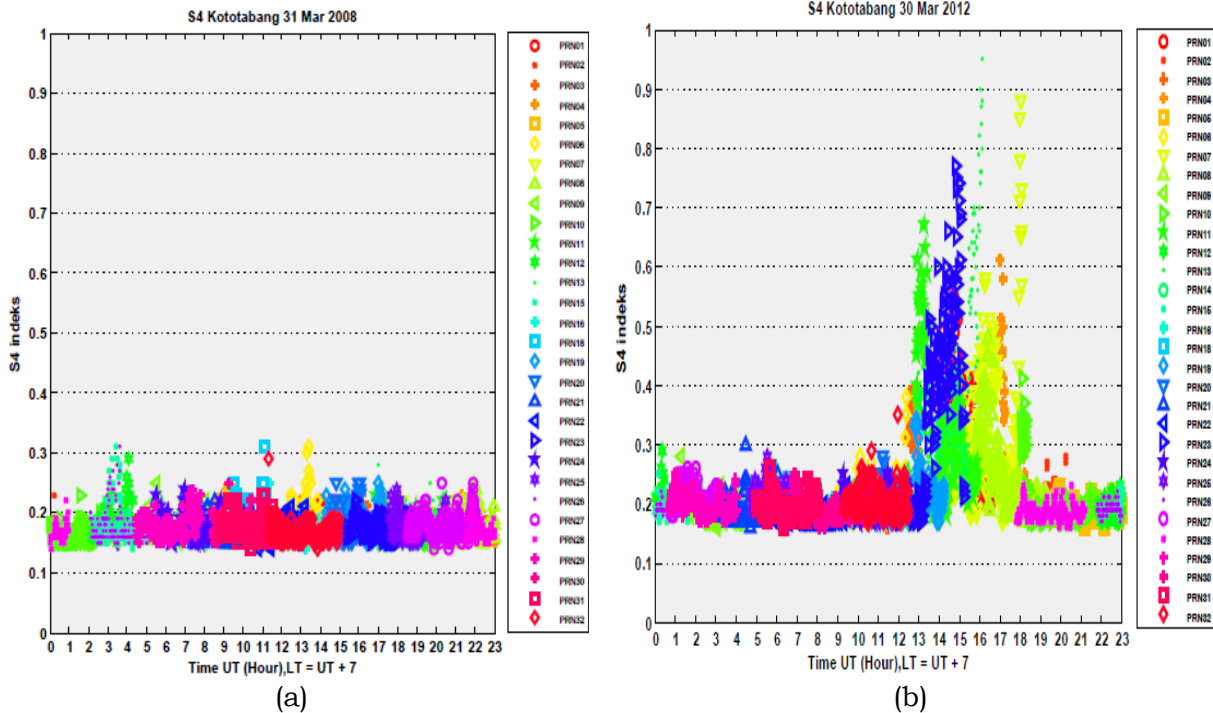 S4 Kototabang 31 Mar 2008
1
0.9
0.8
0.7
0.6
0.5
0.4
0.3
0.2
0.1
0
S4 indeks
0 1 2 3 4 5 6 7 8 9 10 11 12 13 14 15 16 17 18 19 20 21 22 23
Time UT (Hour),LT = UT + 7
PRN01
PRN02
PRN03
PRN04
PRN05
PRN06
PRN07
PRN08
PRN09
PRN10
PRN11
PRN12
PRN13
PRN15
PRN16
PRN18
PRN19
PRN20
PRN21
PRN22
PRN23
PRN24
PRN25
PRN26
PRN27
PRN28
PRN29
PRN30
PRN31
PRN32
(a)
S4 Kototabang 30 Mar 2012
1
0.9
0.8
0.7
0.6
0.5
0.4
0.3
0.2
0.1
0
S4 indeks
0 1 2 3 4 5 6 7 8 9 10 11 12 13 14 15 16 17 18 19 20 21 22 23
Time UT (Hour),LT = UT + 7
PRN01
PRN02
PRN03
PRN04
PRN05
PRN06
PRN07
PRN08
PRN09
PRN10
PRN11
PRN12
PRN13
PRN14
PRN15
PRN16
PRN18
PRN19
PRN20
PRN21
PRN22
PRN23
PRN24
PRN25
PRN26
PRN27
PRN28
PRN29
PRN30
PRN31
PRN32
(b)